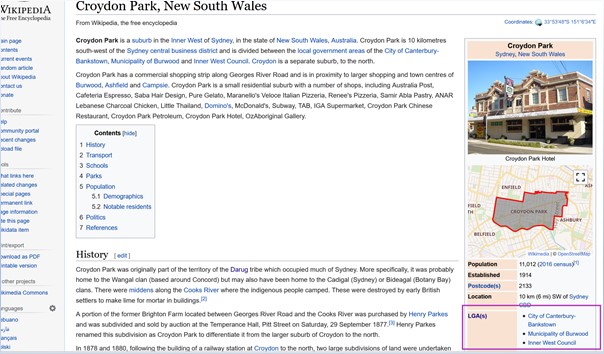 WIKIPEDIA
e Free Encyclopedia
n page
ontents
urrent events
andom article
bout Wikipedia
ntact us
onate
ontribute
elp
mmunity portal
ecent changes
pload file
ools
hat links here
elated changes
pecial pages
ermanent link
age information
te this page
ikidata item
int/export
ownload as PDF
intable version
other projects
ikimedia Commons
anguages
ebuano
polski
Croydon Park, New South Wales
From Wikipedia, the free encyclopedia
Coordinates: 33°53′48″S 151°6′34″E
Croydon Park is a suburb in the Inner West of Sydney, in the state of New South Wales, Australia. Croydon Park is 10 kilometres
south-west of the Sydney central business district and is divided between the local government areas of the City of Canterbury-
Bankstown, Municipality of Burwood and Inner West Council. Croydon is a separate suburb, to the north.
Croydon Park has a commercial shopping strip along Georges River Road and is in proximity to larger shopping and town centres of
Burwood, Ashfield and Campsie. Croydon Park is a small residential suburb with a number of shops, including Australia Post,
Cafeteria Espresso, Saba Hair Design, Pure Gelato, Maranello's Veloce Italian Pizzeria, Renee's Pizzeria, Samir Abla Pastry, ANAR
Lebanese Charcoal Chicken, Little Thailand, Domino's, McDonald's, Subway, TAB, IGA Supermarket, Croydon Park Chinese
Restaurant, Croydon Park Petroleum, Croydon Park Hotel, OzAboriginal Gallery.
Contents [hide]
1 History
2 Transport
3 Schools
4 Parks
5 Population
5.1 Demographics
5.2 Notable residents
6 Politics
7 References
History [ edit ]
Croydon Park was originally part of the territory of the Darug tribe which occupied much of Sydney. More specifically, it was probably
home to the Wangal clan (based around Concord) but may also have been home to the Cadigal (Sydney) or Bideagal (Botany Bay)
clans. There were middens along the Cooks River where the indigenous people camped. These were destroyed by early British
settlers to make lime for mortar in buildings.[2]
A portion of the former Brighton Farm located between Georges River Road and the Cooks River was purchased by Henry Parkes
and was subdivided and sold by auction at the Temperance Hall, Pitt Street on Saturday, 29 September 1877.[3] Henry Parkes
renamed this subdivision Croydon Park to differentiate it from the larger suburb of Croydon to the north.
In 1878 and 1880, following the building of a railway station at Croydon to the north, two large subdivisions of land were undertaken
Croydon Park
Sydney, New South Wales
Croydon Park Hotel
ENFIELD
CROYDON PARK
ASHBURY
BELFIELD
Wikimedia | © OpenStreetMap
Population 11,012 (2016 census)[1]
Established 1914
Postcode(s) 2133
Location 10 km (6 mi) SW of Sydney
CBD
LGA(s)
• City of Canterbury-
Bankstown
• Municipality of Burwood
• Inner West Council